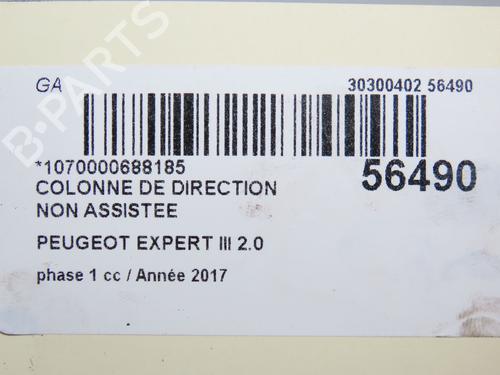 GA
30300402 56490
*1070000688185
56490
COLONNE DE DIRECTION
NON ASSISTEE
PEUGEOT EXPERT III 2.0
phase 1 cc / Année 2017
B-PARTS